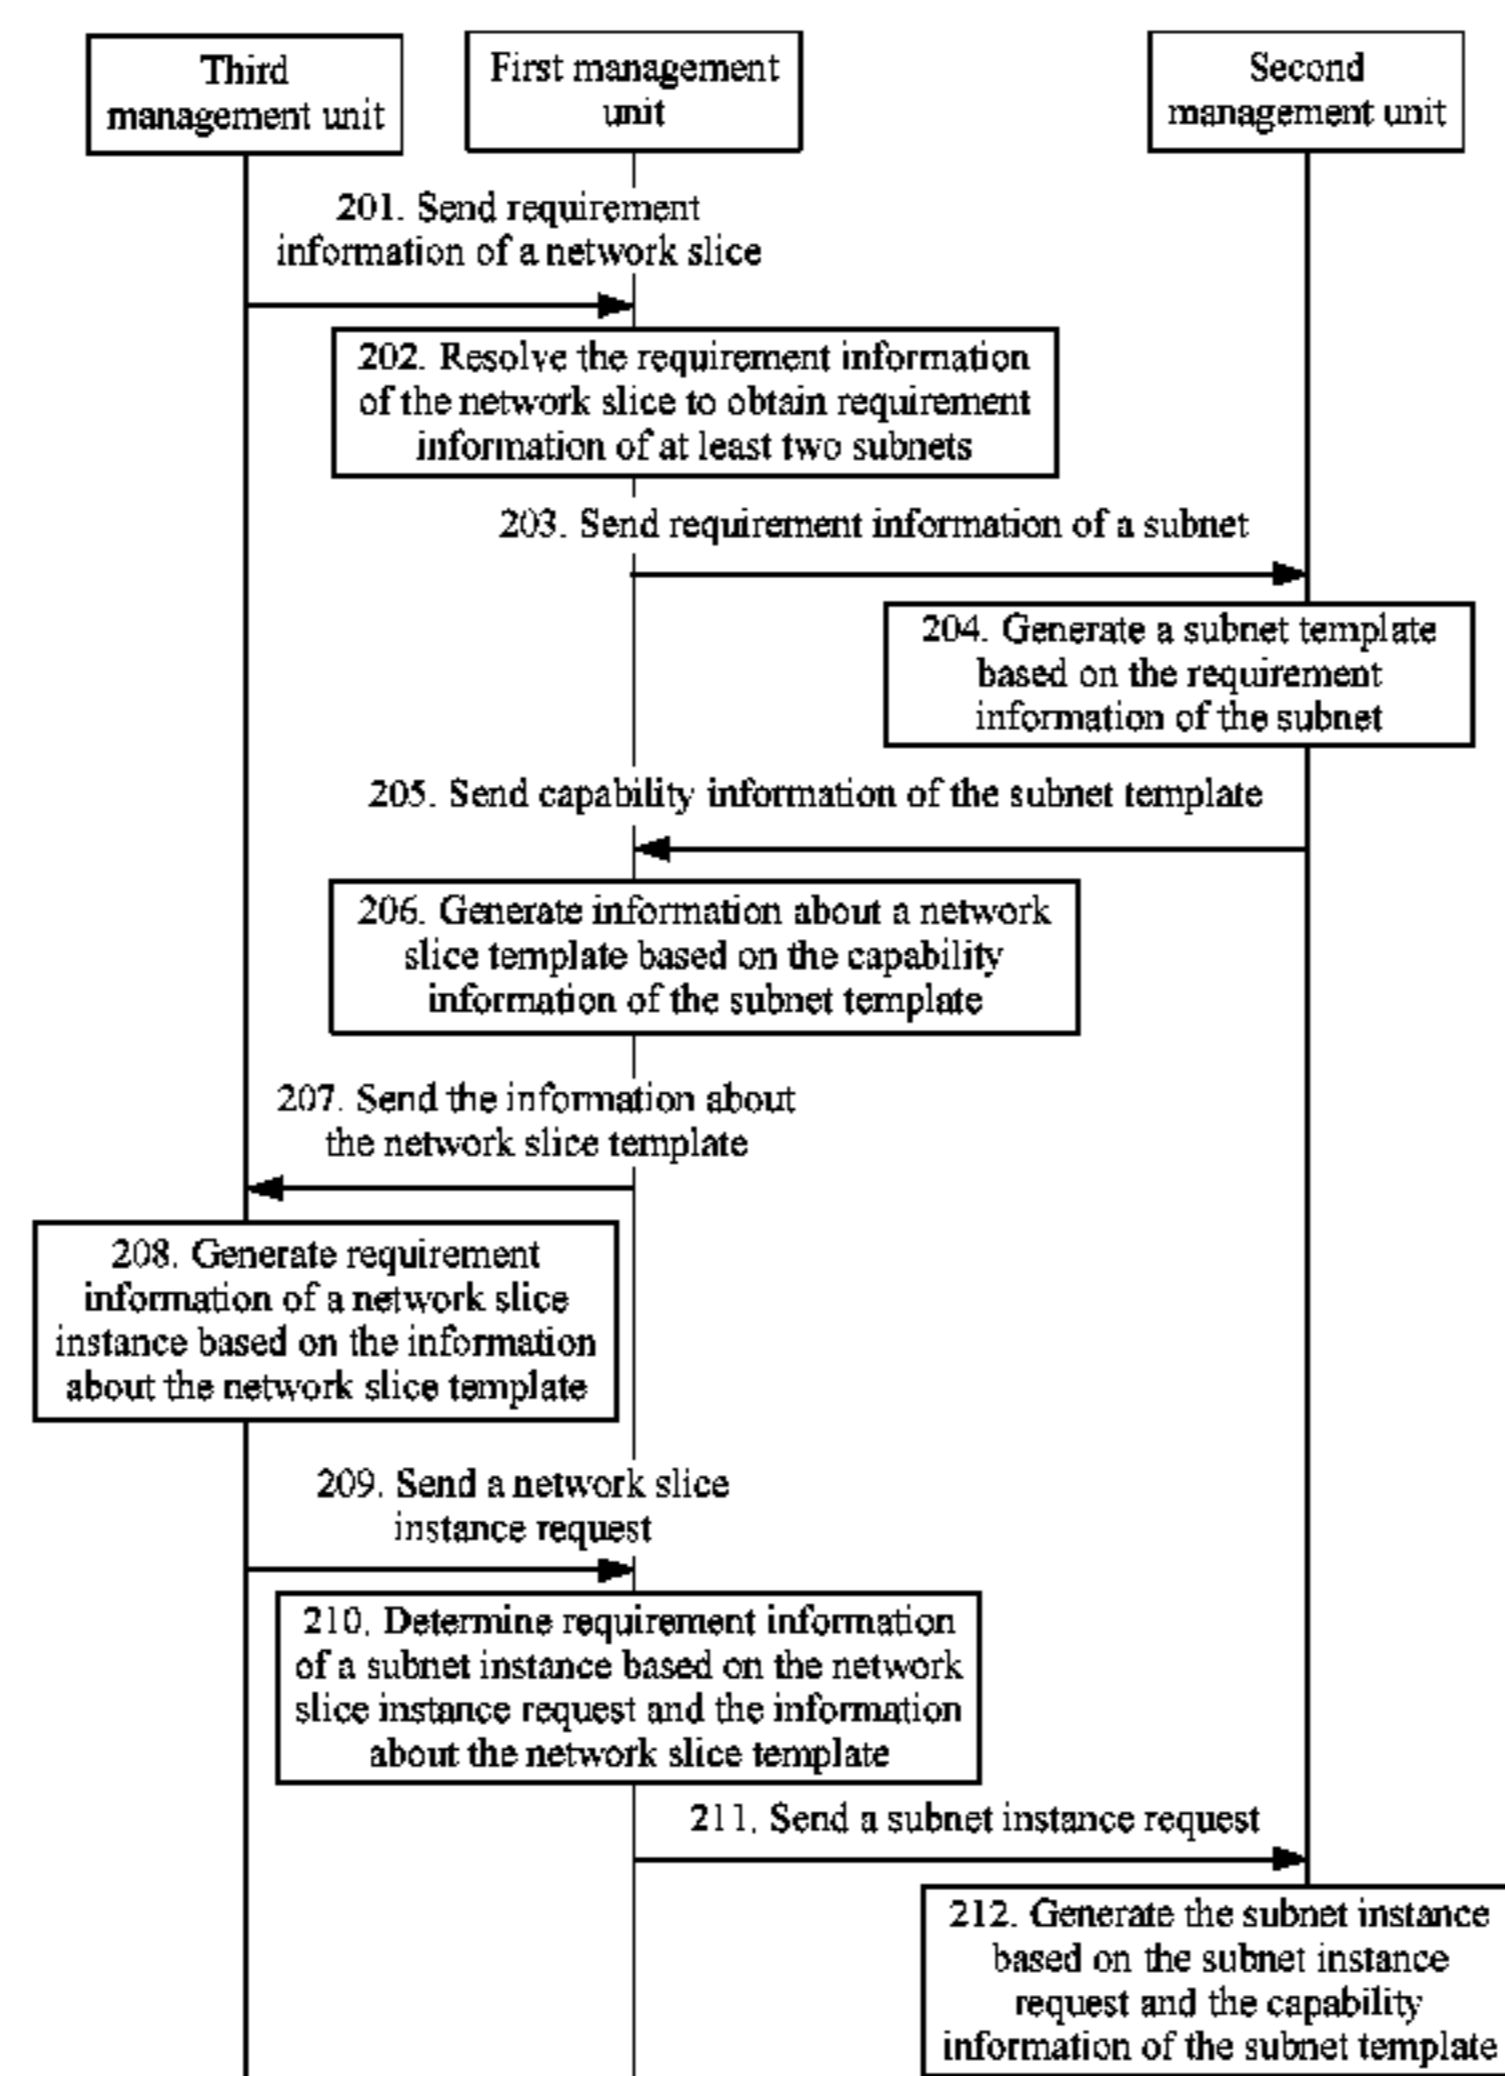 Third
management unit
First management
unit
Second
management unit
201. Send requirement
information of a network slice
202. Resolve the requirement information
of the network slice to obtain requirement
information of at least two subnets
203. Send requirement information of a subnet
204. Generate a subnet template
based on the requirement
information of the subnet
205. Send capability information of the subnet template
206. Generate information about a network
slice template based on the capability
information of the subnet template
207. Send the information about
the network slice template
208. Generate requirement
information of a network slice
instance based on the information
about the network slice template
209. Send a network slice
instance request
210. Determine requirement information
of a subnet instance based on the network
slice instance request and the information
about the network slice template
211. Send a subnet instance request
212. Generate the subnet instance
based on the subnet instance
request and the capability
information of the subnet template